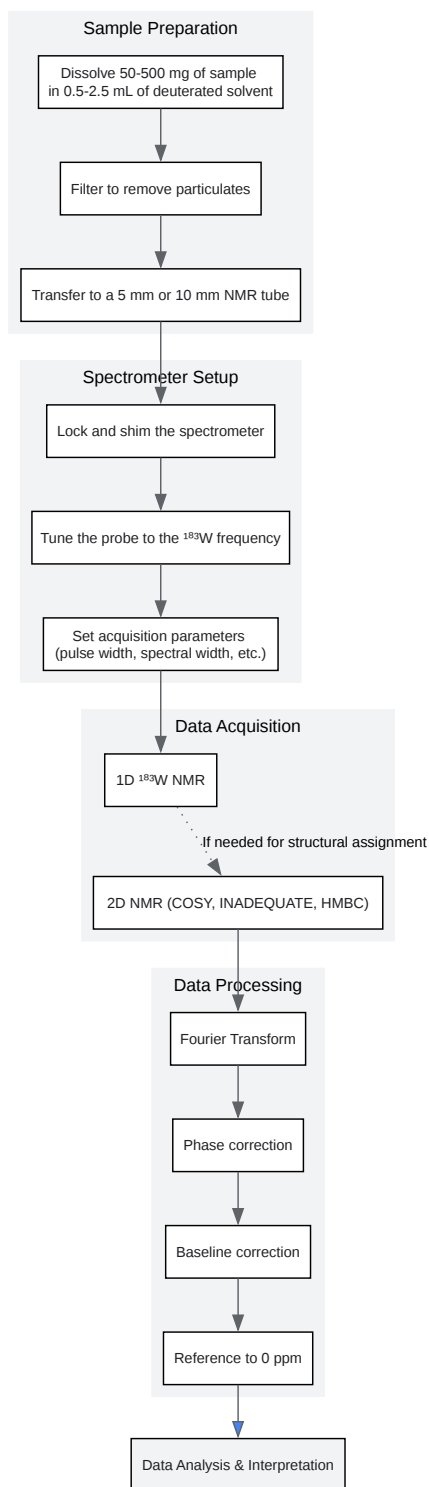 Sample Preparation
Dissolve 50-500 mg of sample
in 0.5-2.5 mL of deuterated solvent
Filter to remove particulates
Transfer to a 5 mm or 10 mm NMR tube
Spectrometer Setup
Lock and shim the spectrometer
Tune the probe to the ¹⁸³W frequency
Set acquisition parameters
(pulse width, spectral width, etc.)
Data Acquisition
1D ¹⁸³W NMR
If needed for structural assignment
2D NMR (COSY, INADEQUATE, HMBC)
Data Processing
Fourier Transform
Phase correction
Baseline correction
Reference to 0 ppm
Data Analysis & Interpretation